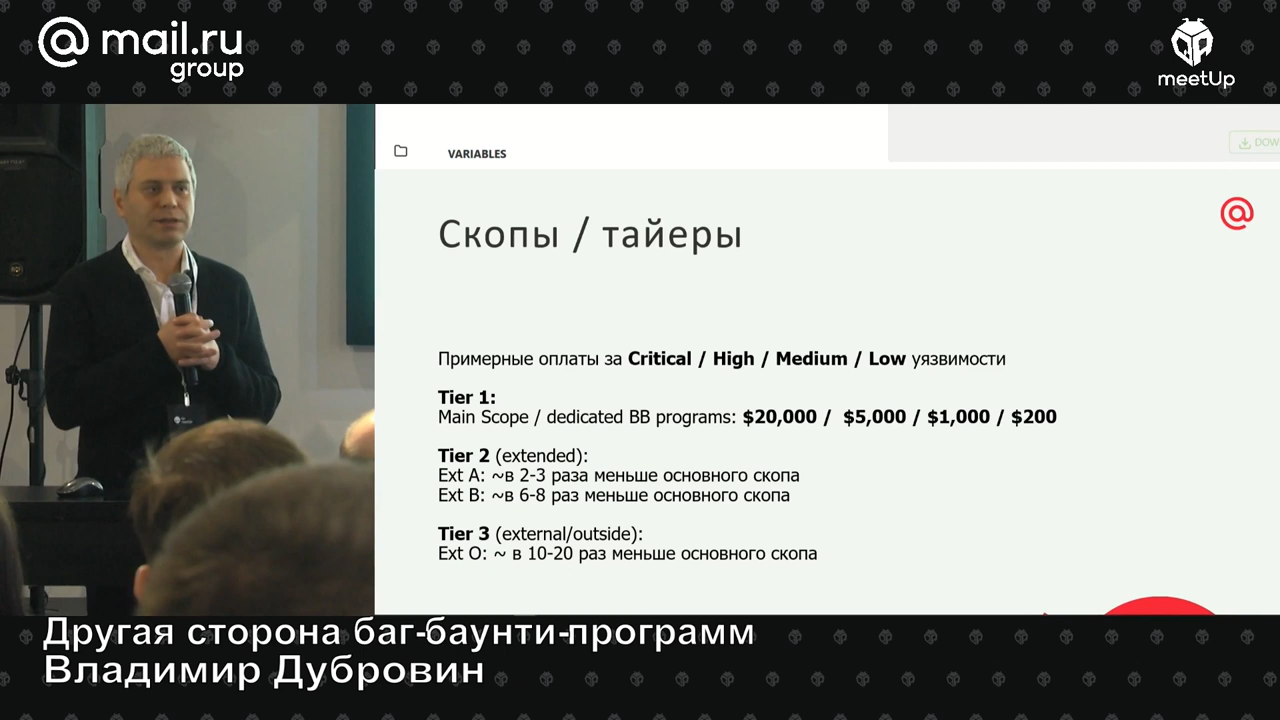 @mail.ru
group
meetUp
VARIABLES
DOW
Скопы / тайеры
@
Примерные оплаты за Critical / High / Medium / Low уязвимости
Tier 1:
Main Scope / dedicated BB programs: $20,000 / $5,000 / $1,000 / $200
Tier 2 (extended):
Ext A: ~в 2-3 раза меньше основного скопа
Ext B: ~в 6-8 раз меньше основного скопа
Tier 3 (external/outside):
Ext O: ~ в 10-20 раз меньше основного скопа
Другая сторона баг-баунти-программ
Владимир Дубровин